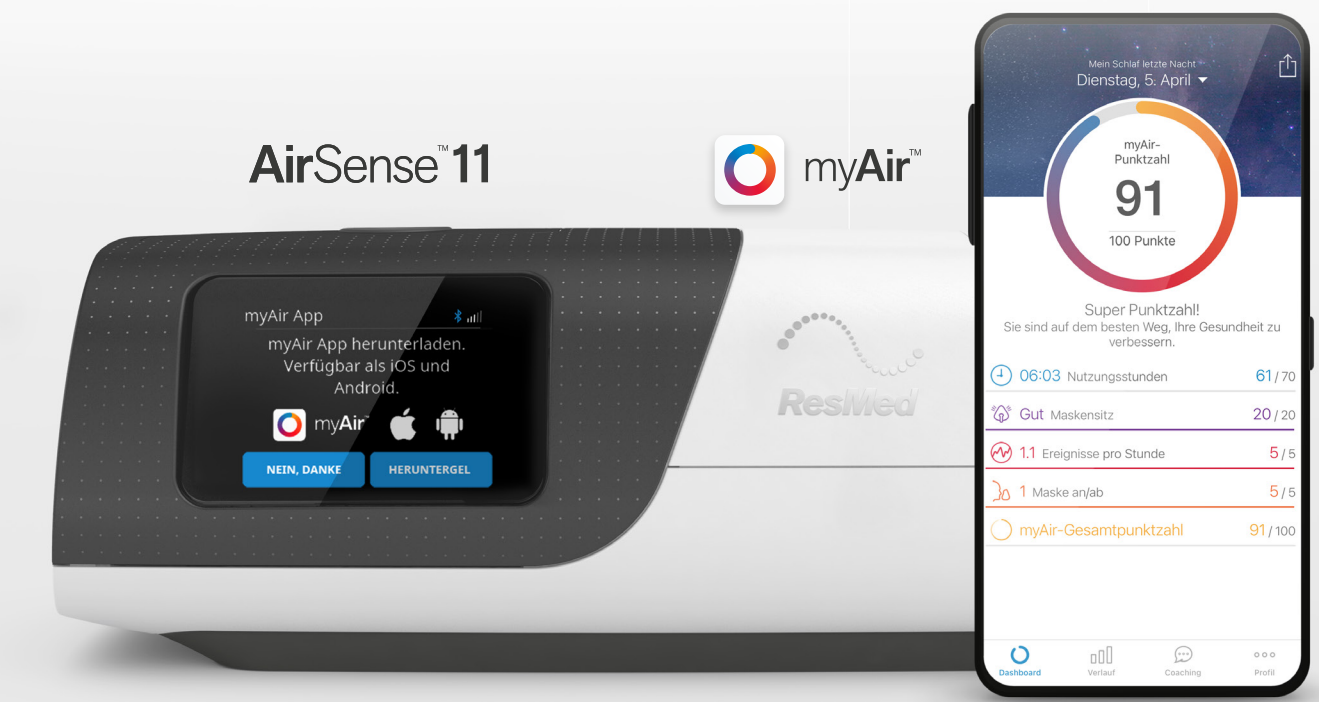 AirSense™ 11
myAir™
myAir App
myAir App herunterladen.
Verfügbar als iOS und
Android.
myAir™
NEIN, DANKE
HERUNTERGEL
ResMed
Mein Schlaf letzte Nacht
Dienstag, 5. April
myAir-
Punktzahl
91
100 Punkte
Super Punktzahl!
Sie sind auf dem besten Weg, Ihre Gesundheit zu
verbessern.
06:03 Nutzungsstunden 61/70
Gut Maskensitz 20/20
1.1 Ereignisse pro Stunde 5/5
1 Maske an/ab 5/5
myAir-Gesamtpunktzahl 91/100
Dashboard
Verlauf
Coaching
Profil